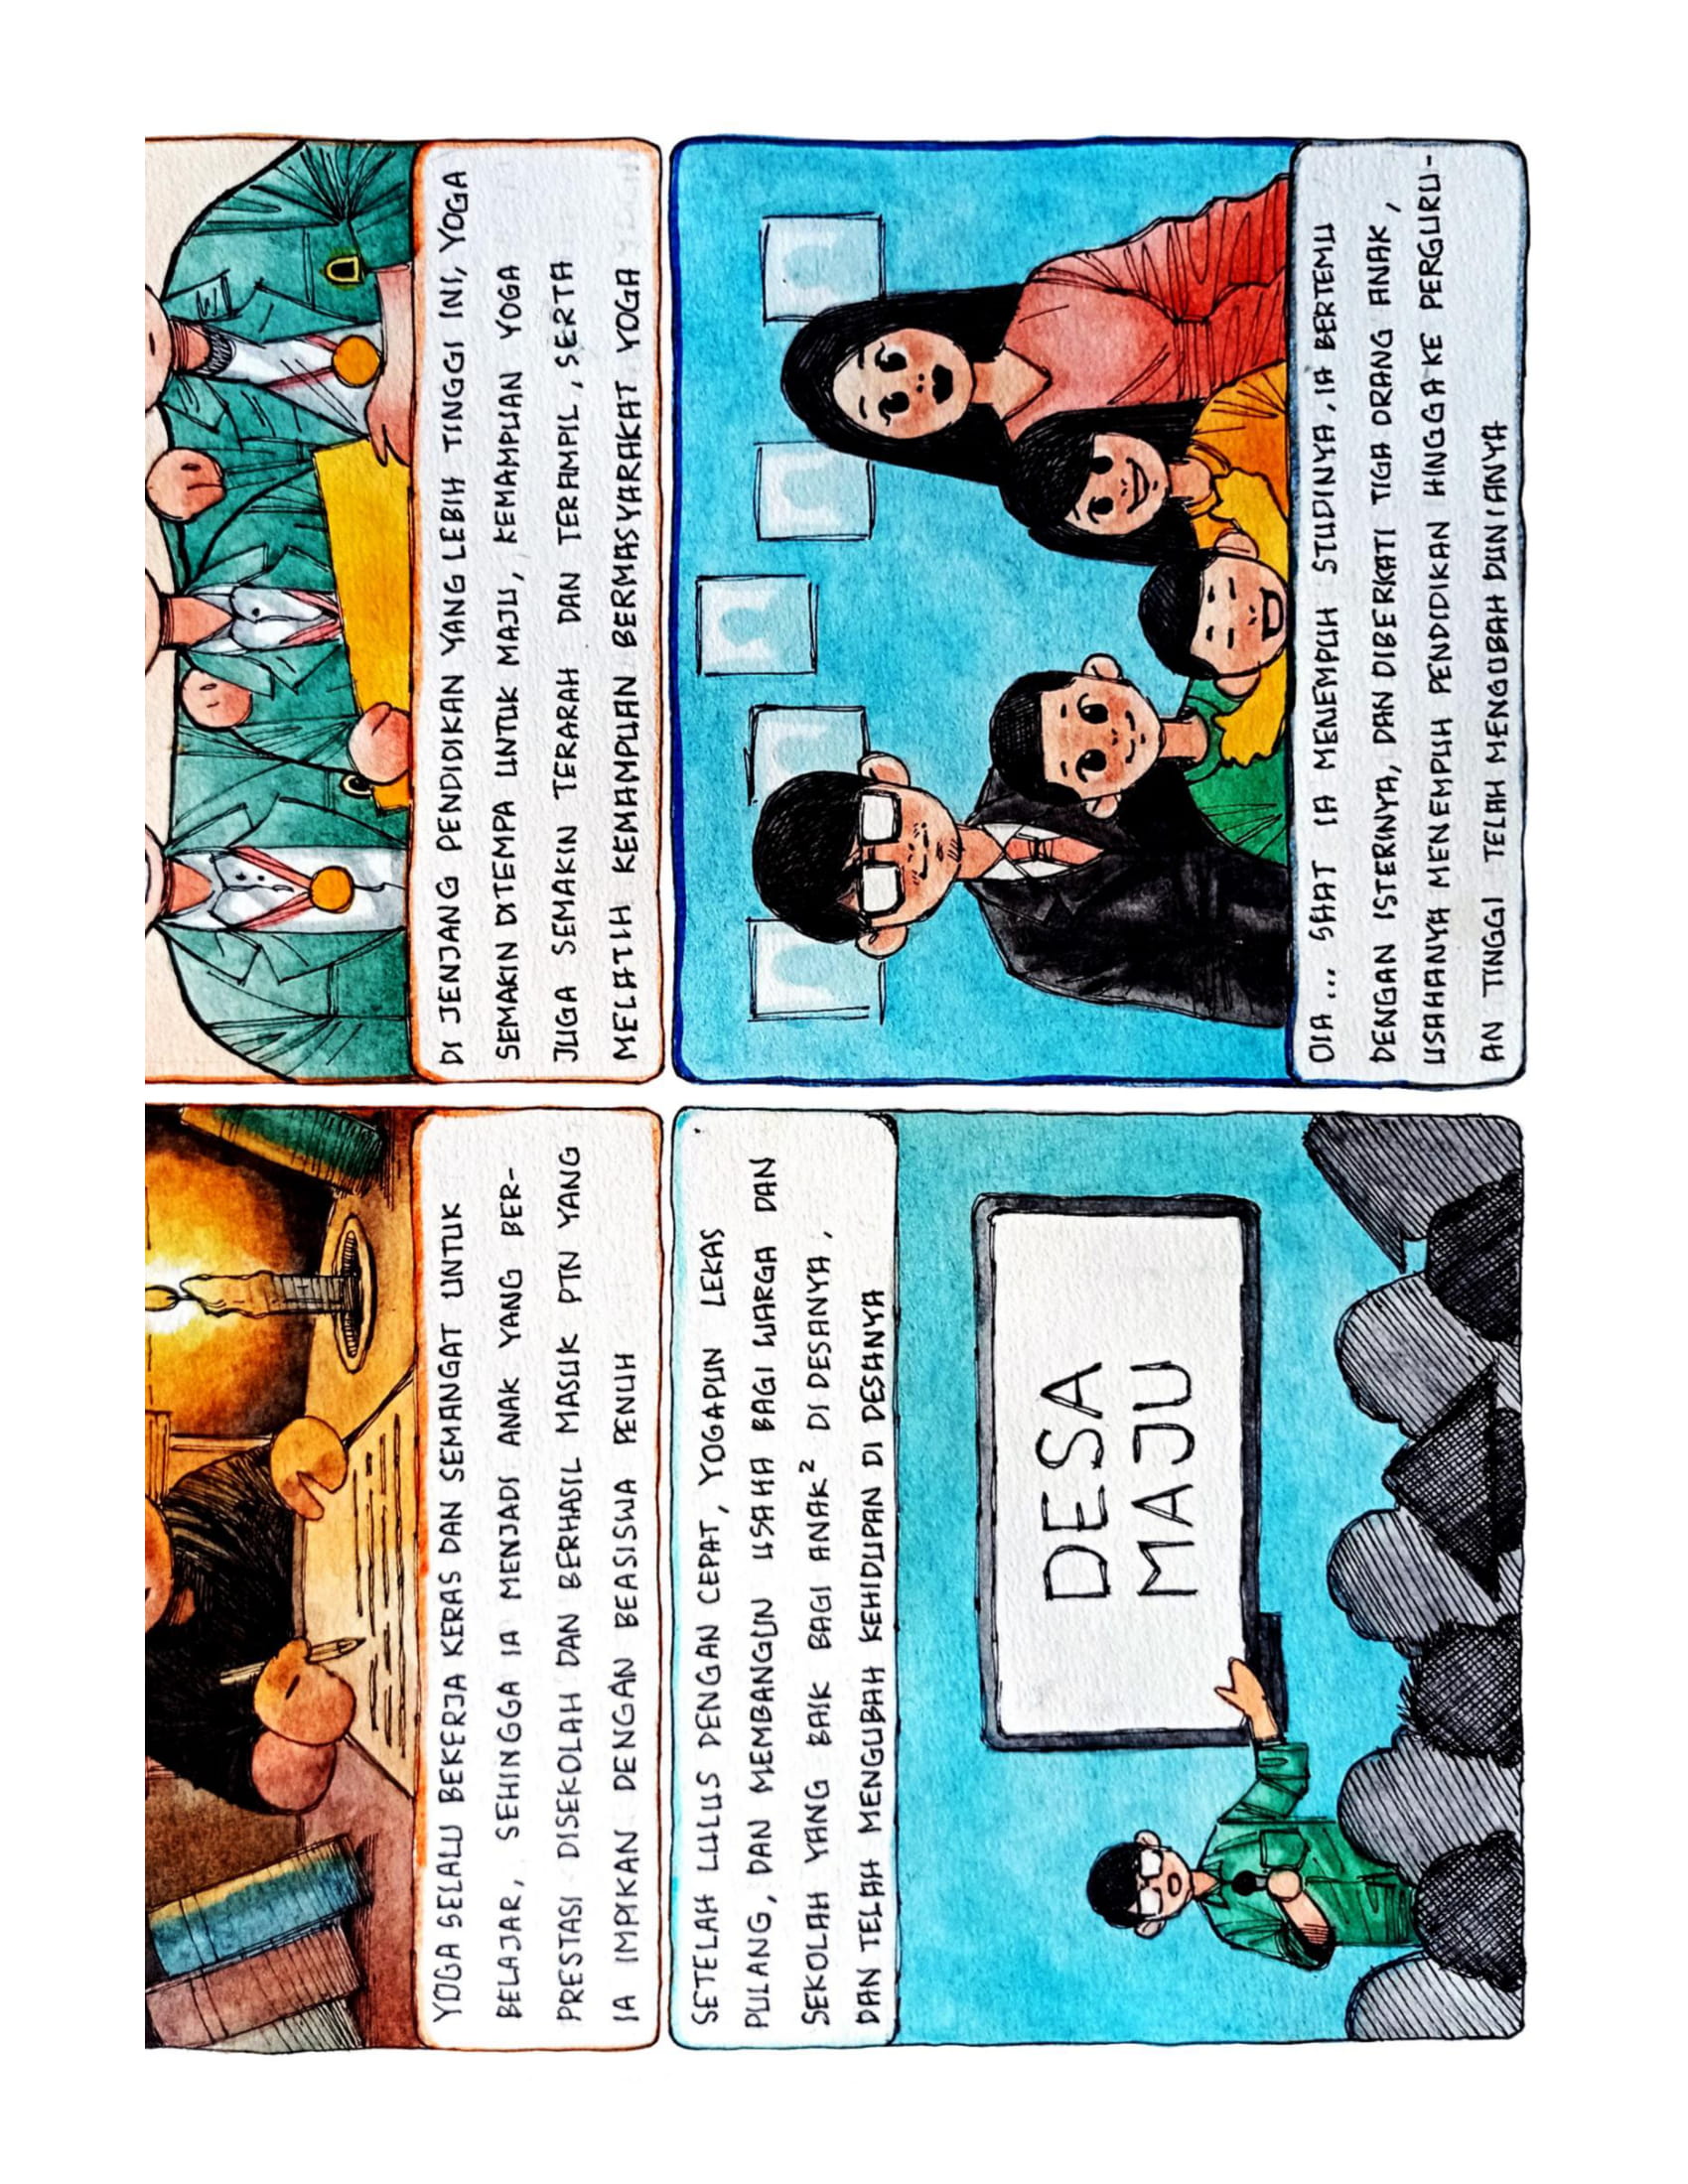 YOGA SELALU BEKERJA KERAS DAN SEMANGAT UNTUK
BELAJAR, SEHINGGA IA MENJADI ANAK YANG BER-
PRESTASI DISEKOLAH DAN BERHASIL MASUK PTN YANG
IA IMPIKAN DENGAN BEASISWA PENUH
DI JENJANG PENDIDIKAN YANG LEBIH TINGGI INI, YOGA
SEMAKIN DITEMPA UNTUK MAJU, KEMAMPUAN YOGA
JUGA SEMAKIN TERARAH DAN TERAMPIL, SERTA
MELATIH KEMAMPUAN BERMASYARAKAT YOGA
SETELAH LULUS DENGAN CEPAT, YOGAPUN LEKAS
PULANG, DAN MEMBANGUN USAHA BAGI WARGA DAN
SEKOLAH YANG BAIK BAGI ANAK² DI DESANYA,
DAN TELAH MENGUBAH KEHIDUPAN DI DESANYA
DESA
MAJU
OIA... SAAT IA MENEMPUH STUDINYA, IA BERTEMU
DENGAN ISTERINYA, DAN DIBERKATI TIGA ORANG ANAK,
USAHANYA MENEMPUH PENDIDIKAN HINGGA KE PERGURU-
AN TINGGI TELAH MENGUBAH DUNIANYA